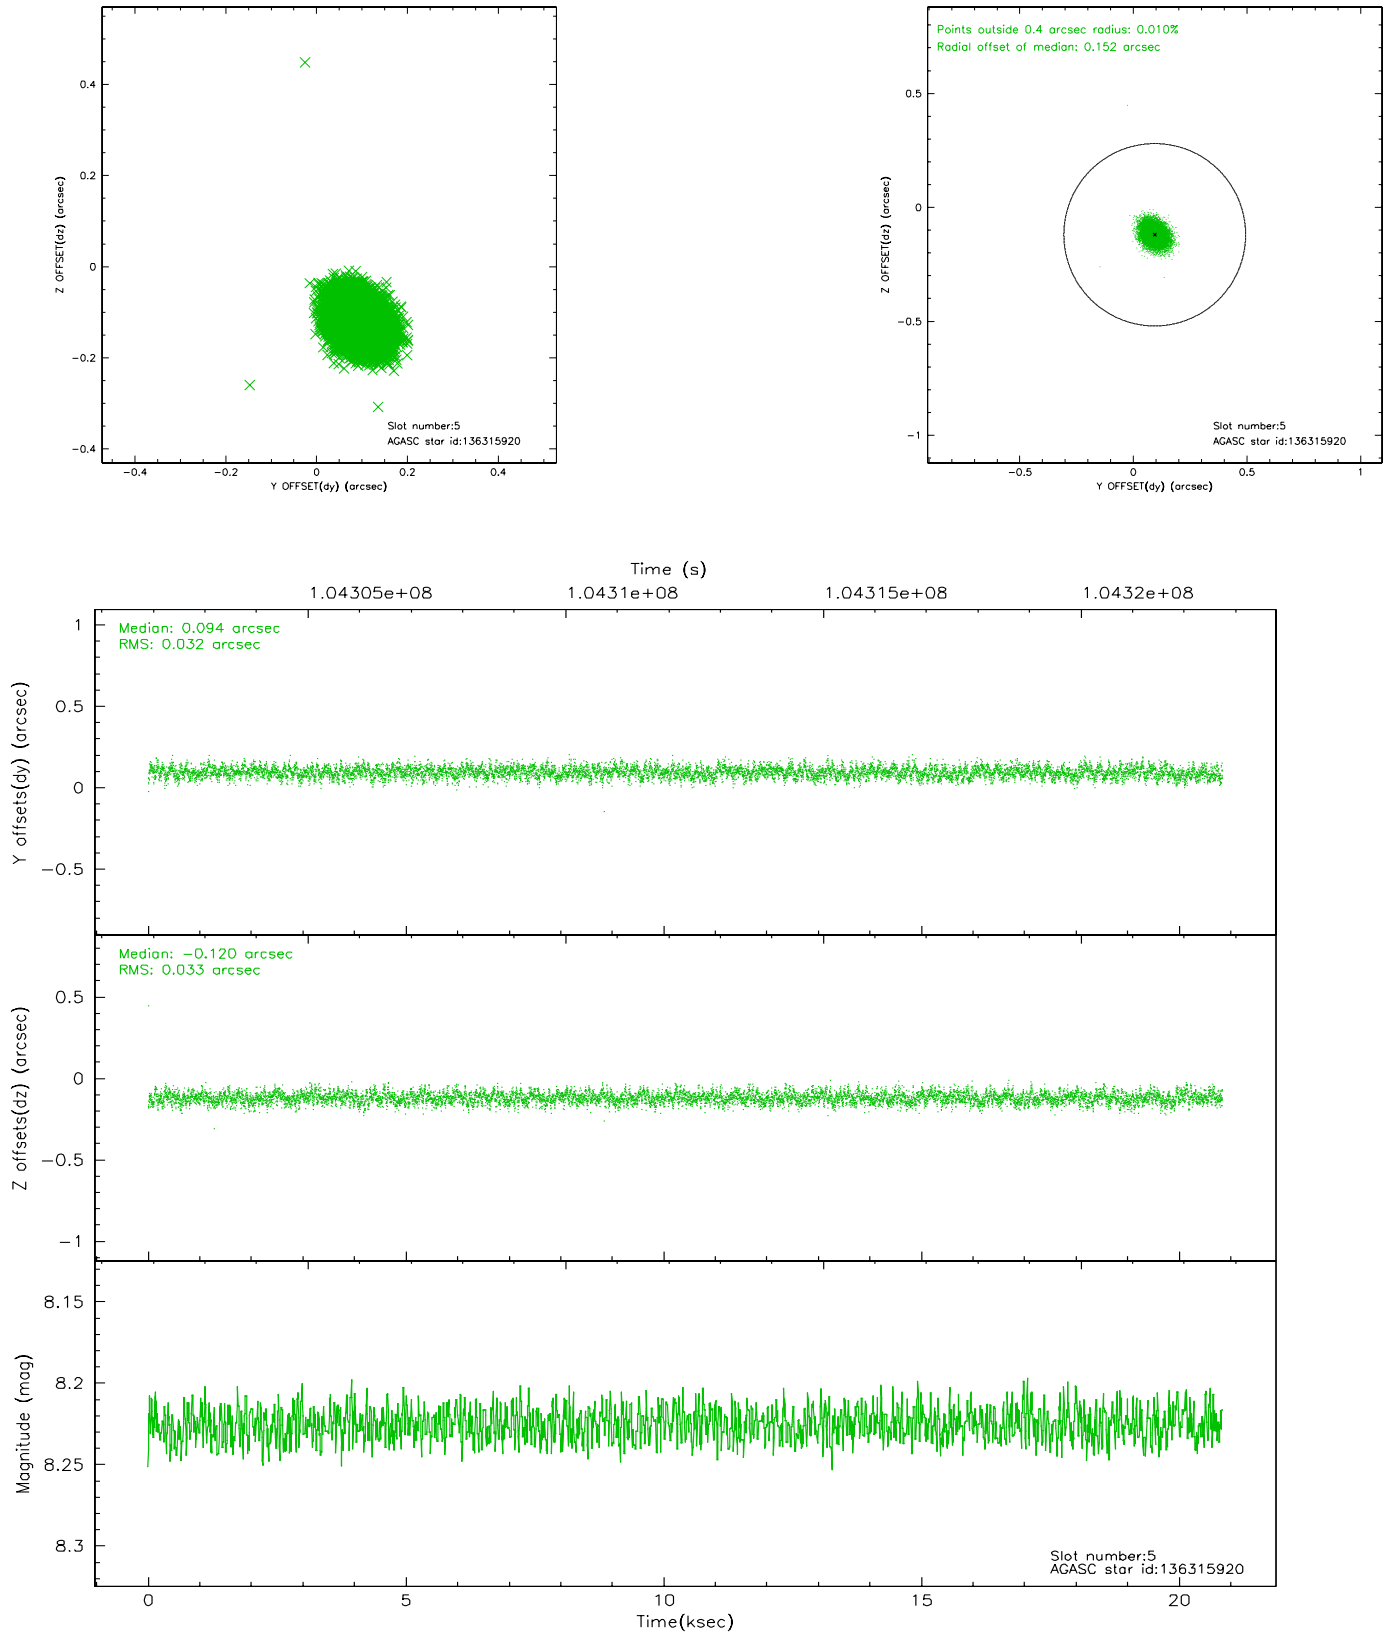 0.4
0.2
0
−0.2
−0.4
Z OFFSET(dz) (arcsec)
Slot number:5
AGASC star id:136315920
−0.4 −0.2 0 0.2 0.4
Y OFFSET(dy) (arcsec)
Points outside 0.4 arcsec radius: 0.010%
Radial offset of median: 0.152 arcsec
0.5
0
−0.5
−1
Z OFFSET(dz) (arcsec)
Slot number:5
AGASC star id:136315920
−0.5 0 0.5 1
Y OFFSET(dy) (arcsec)
Time (s)
1.04305e+08 1.0431e+08 1.04315e+08 1.0432e+08
Median: 0.094 arcsec
RMS: 0.032 arcsec
1
0.5
0
−0.5
Y offsets(dy) (arcsec)
Median: −0.120 arcsec
RMS: 0.033 arcsec
0.5
0
−0.5
−1
Z offsets(dz) (arcsec)
8.15
8.2
8.25
8.3
Magnitude (mag)
Slot number:5
AGASC star id:136315920
0 5 10 15 20
Time(ksec)